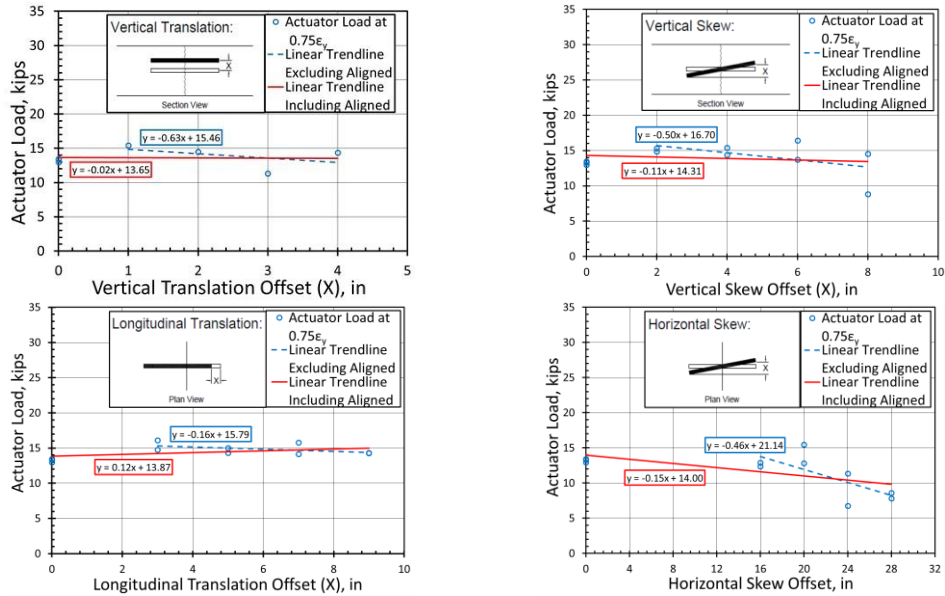 Vertical Translation:
X
Section View
Actuator Load at
0.75εy
Linear Trendline
Excluding Aligned
Linear Trendline
Including Aligned
y = -0.63x + 15.46
y = -0.02x + 13.65
Actuator Load, kips
35
30
25
20
15
10
5
0
0 1 2 3 4 5
Vertical Translation Offset (X), in
Vertical Skew:
X
Section View
Actuator Load at
0.75εy
Linear Trendline
Excluding Aligned
Linear Trendline
Including Aligned
y = -0.50x + 16.70
y = -0.11x + 14.31
Actuator Load, kips
35
30
25
20
15
10
5
0
0 2 4 6 8 10
Vertical Skew Offset (X), in
Longitudinal Translation:
X
Plan View
Actuator Load at
0.75εy
Linear Trendline
Excluding Aligned
Linear Trendline
Including Aligned
y = -0.16x + 15.79
y = 0.12x + 13.87
Actuator Load, kips
35
30
25
20
15
10
5
0
0 2 4 6 8 10
Longitudinal Translation Offset (X), in
Horizontal Skew:
X
Plan View
Actuator Load at
0.75εy
Linear Trendline
Excluding Aligned
Linear Trendline
Including Aligned
y = -0.46x + 21.14
y = -0.15x + 14.00
Actuator Load, kips
35
30
25
20
15
10
5
0
0 4 8 12 16 20 24 28 32
Horizontal Skew Offset, in